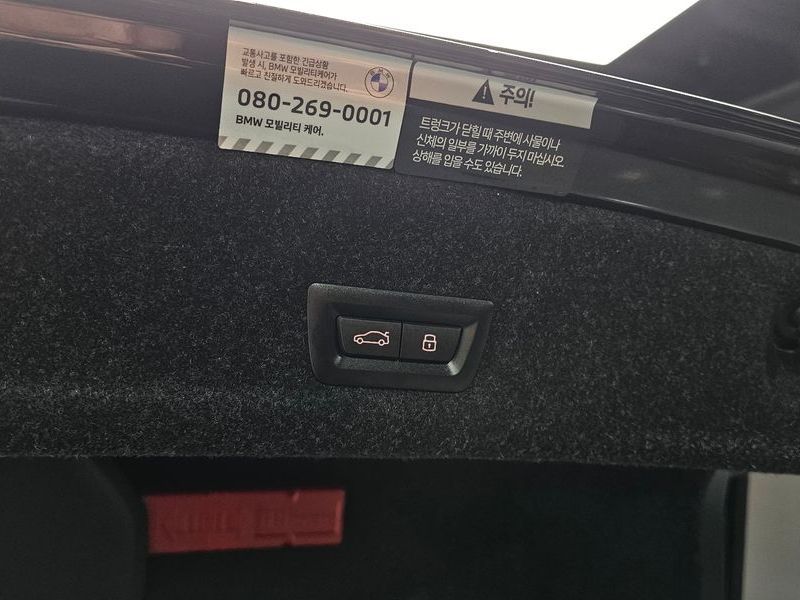 교통사고를 포함한 긴급상황
발생 시, BMW 모빌리티케어가
빠르고 친절하게 도와드리겠습니다.
080-269-0001
BMW 모빌리티 케어.
주의!
트렁크가 닫힐 때 주변에 사물이나
신체의 일부를 가까이 두지 마십시오.
상해를 입을 수도 있습니다.